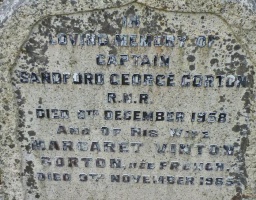 IN
LOVING MEMORY OF
CAPTAIN
SANDFORD GEORGE GORTON
R.N.R.
DIED 8TH DECEMBER 1958
AND OF HIS WIFE
MARGARET VINTON
GORTON, NÉE FRENCH,
DIED 9TH NOVEMBER 1965